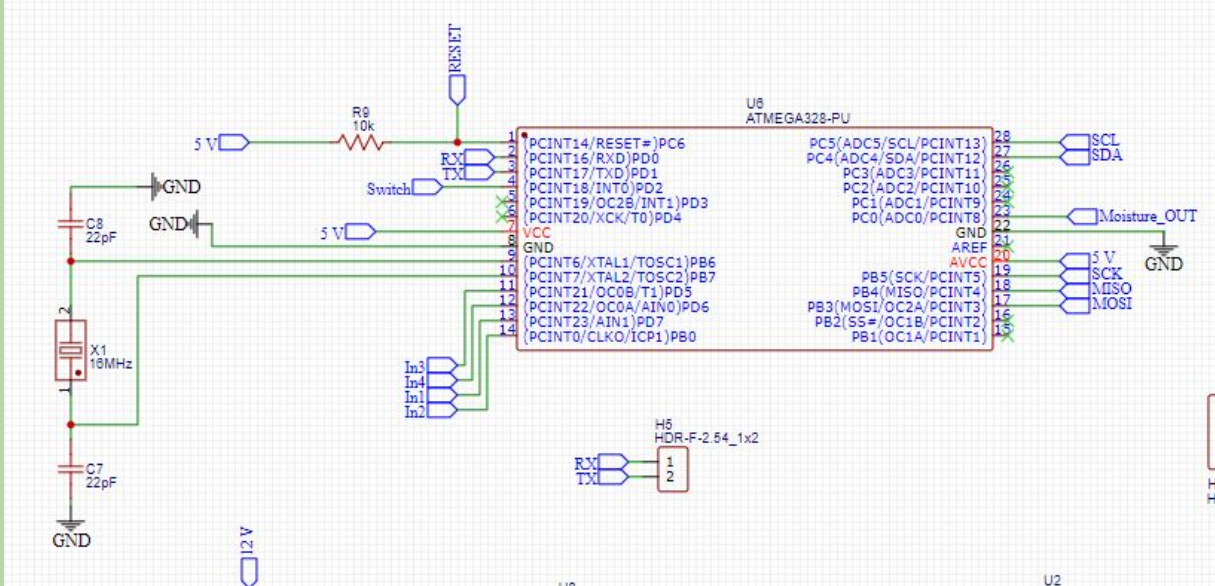 RESET
R9
10k
5 V
U6
ATMEGA328-PU
1 (PCINT14/RESET#)PC6
RX 2 (PCINT16/RXD)PD0
TX 3 (PCINT17/TXD)PD1
Switch 4 (PCINT18/INT0)PD2
5 (PCINT19/OC2B/INT1)PD3
6 (PCINT20/XCK/T0)PD4
5 V 7 VCC
GND 8 GND
9 (PCINT6/XTAL1/TOSC1)PB6
10 (PCINT7/XTAL2/TOSC2)PB7
11 (PCINT21/OC0B/T1)PD5
12 (PCINT22/OC0A/AIN0)PD6
13 (PCINT23/AIN1)PD7
14 (PCINT0/CLKO/ICP1)PB0
PC5(ADC5/SCL/PCINT13) 28 SCL
PC4(ADC4/SDA/PCINT12) 27 SDA
PC3(ADC3/PCINT11) 26
PC2(ADC2/PCINT10) 25
PC1(ADC1/PCINT9) 24
PC0(ADC0/PCINT8) 23 Moisture_OUT
GND 22
AREF 21
GND
AVCC 20 5 V
PB5(SCK/PCINT5) 19 SCK
PB4(MISO/PCINT4) 18 MISO
PB3(MOSI/OC2A/PCINT3) 17 MOSI
PB2(SS#/OC1B/PCINT2) 16
PB1(OC1A/PCINT1) 15
GND
C8
22pF
2
X1
16MHz
1
C7
22pF
GND
In3
In4
In1
In2
H5
HDR-F-2.54_1x2
RX 1
TX 2
12 V
U2